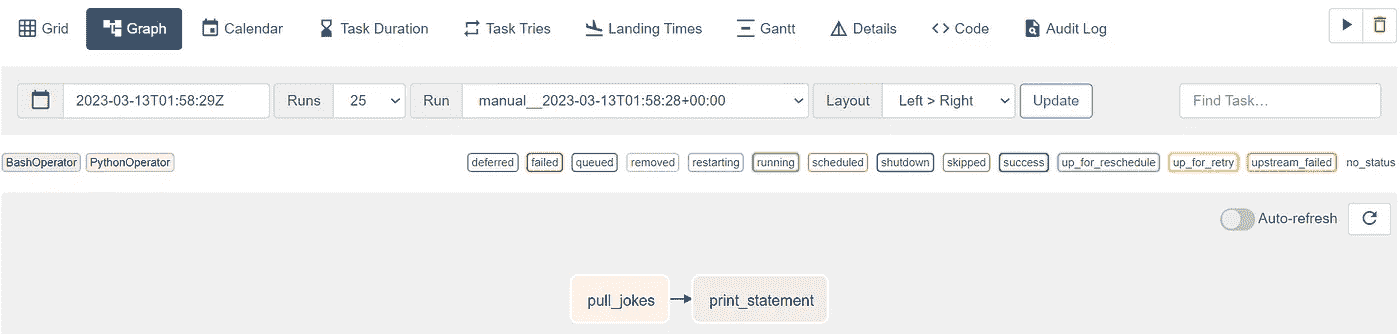 Grid Graph Calendar Task Duration Task Tries Landing Times Gantt Details Code Audit Log
2023-03-13T01:58:29Z Runs 25 Run manual__2023-03-13T01:58:28+00:00 Layout Left > Right Update Find Task…
BashOperator PythonOperator deferred failed queued removed restarting running scheduled shutdown skipped success up_for_reschedule up_for_retry upstream_failed no_status
Auto-refresh
pull_jokes print_statement